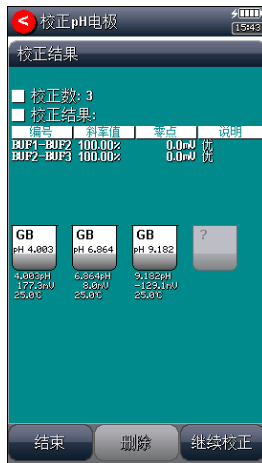 校正pH电极
15:43
校正结果
校正数: 3
校正结果:
编号 斜率值 零点 说明
BUF1-BUF2 100.00% 0.0mV 优
BUF2-BUF3 100.00% 0.0mV 优
GB GB GB ?
pH 4.003 pH 6.864 pH 9.182
4.003pH 6.864pH 9.182pH
177.3mV 8.0mV -129.1mV
25.0℃ 25.0℃ 25.0℃
结束 删除 继续校正